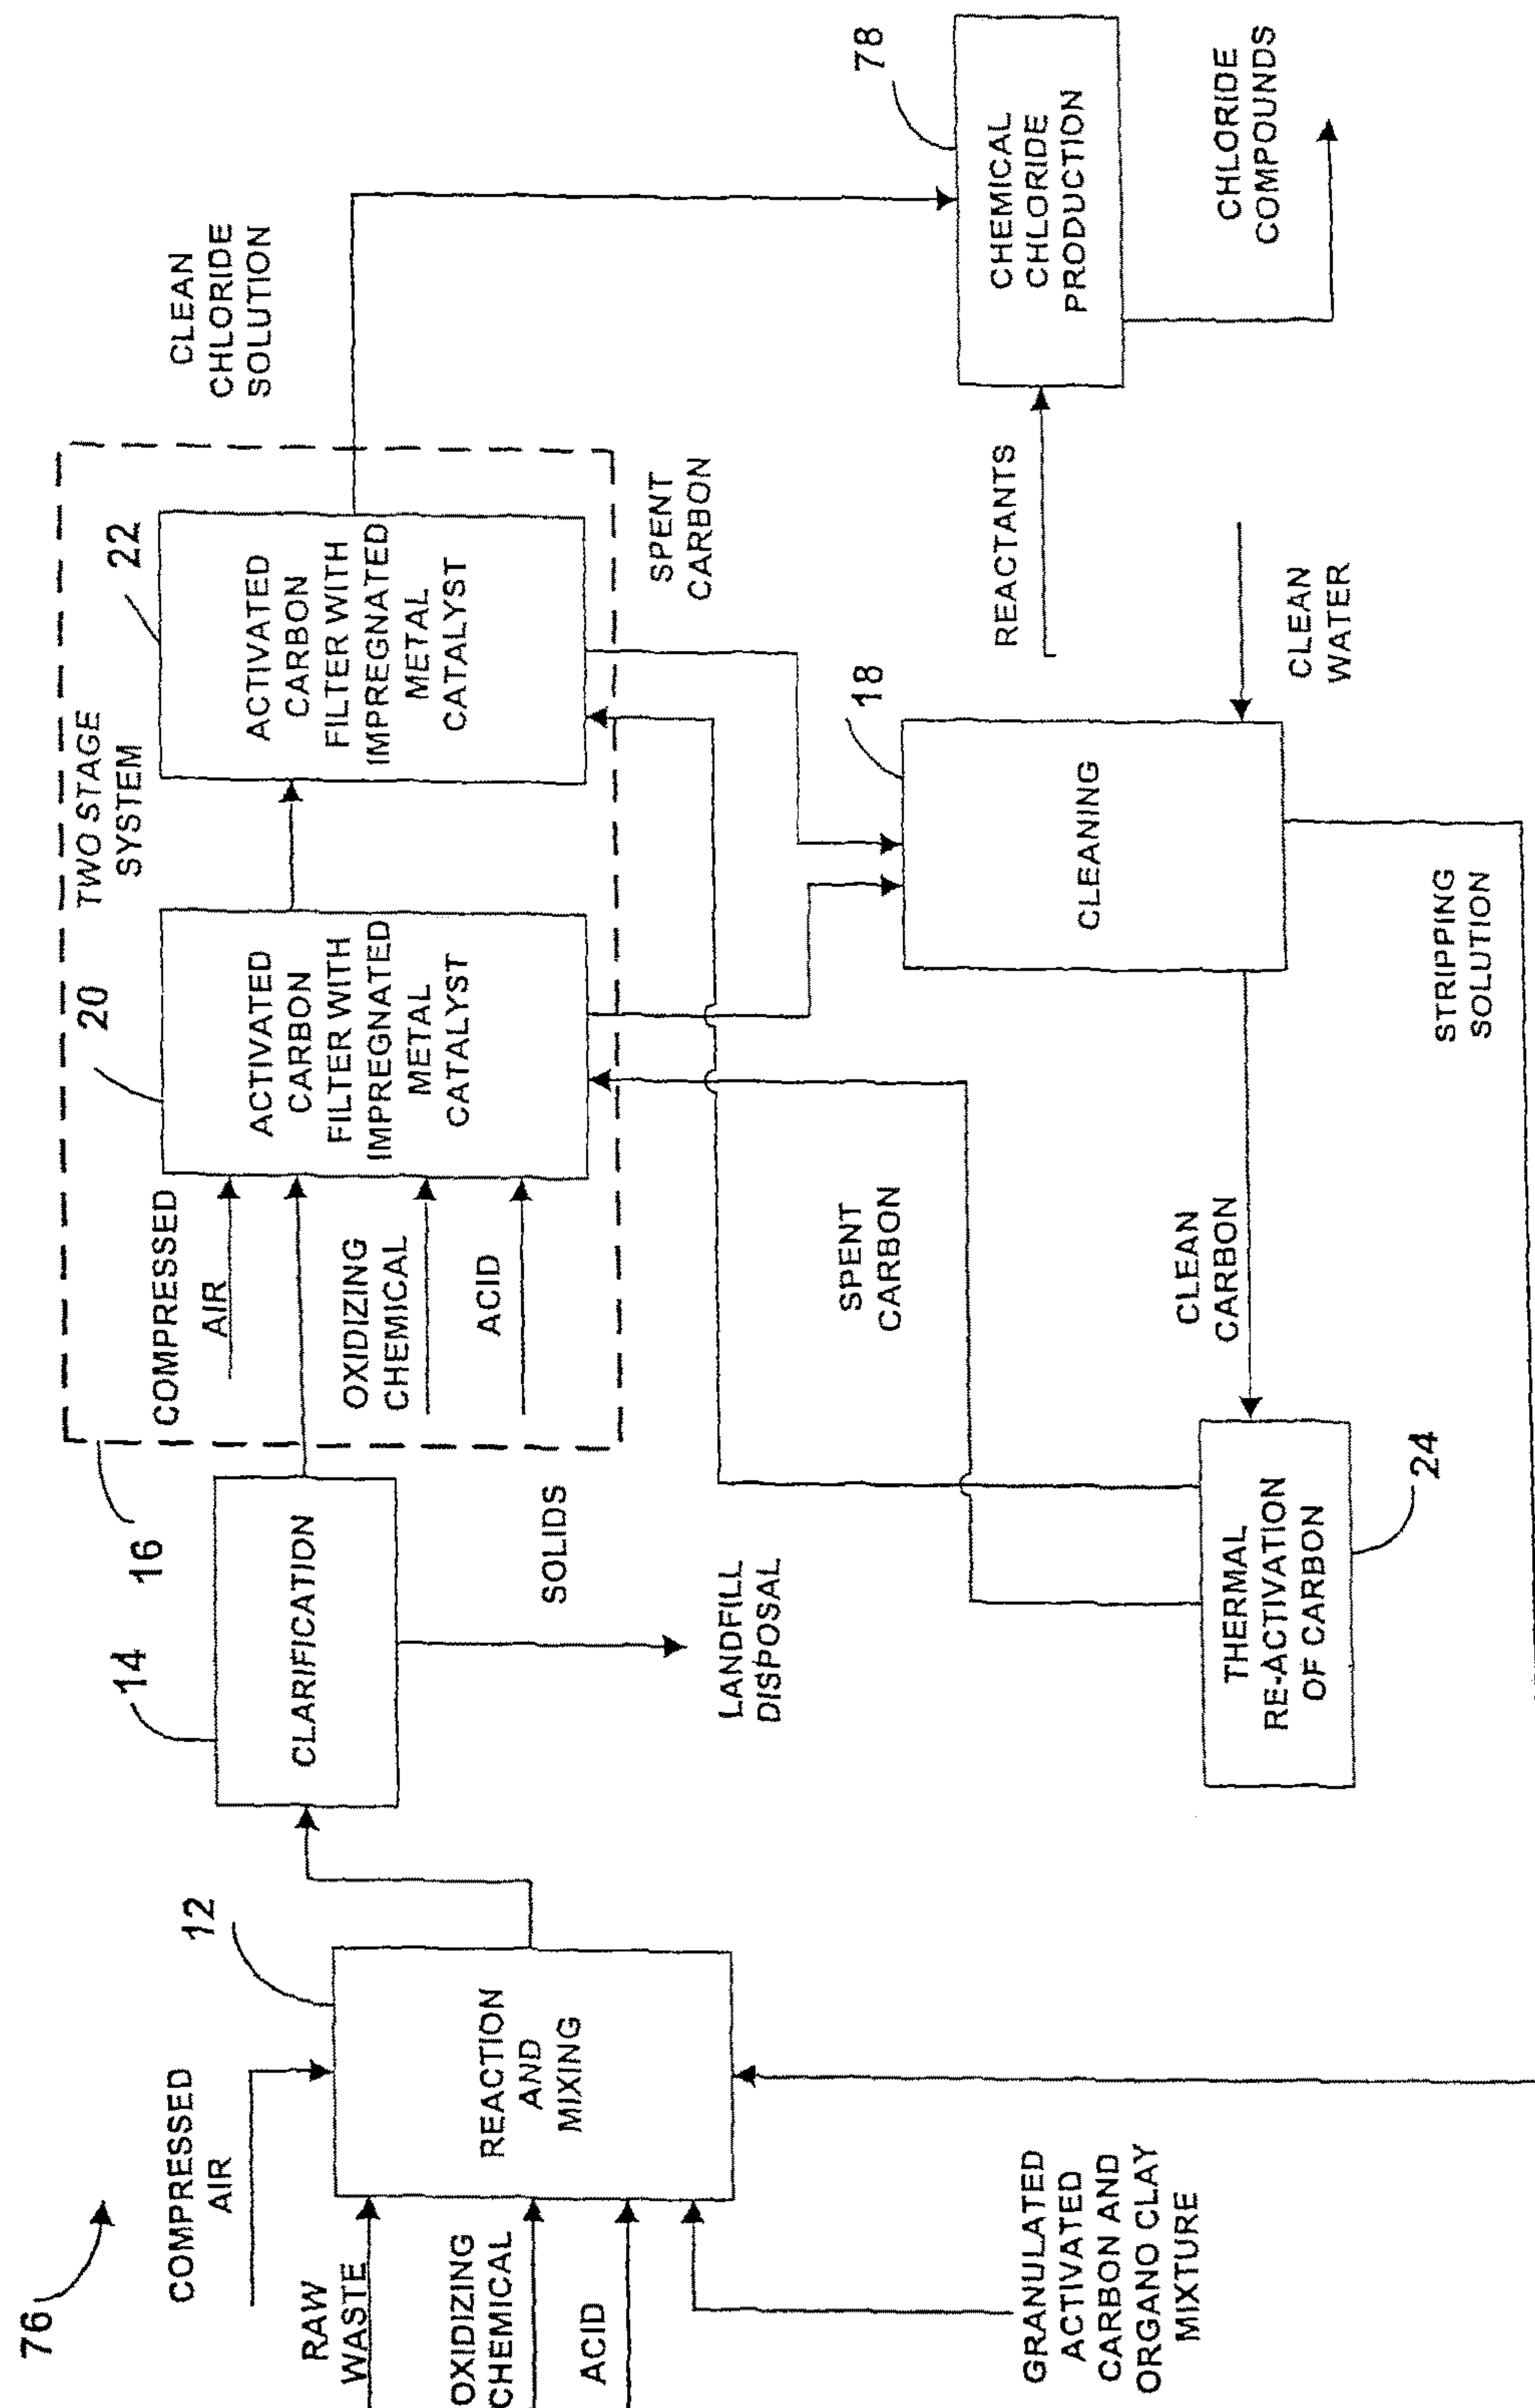 76
COMPRESSED
AIR
RAW
WASTE
OXIDIZING
CHEMICAL
ACID
GRANULATED
ACTIVATED
CARBON AND
ORGANO CLAY
MIXTURE
12
REACTION
AND
MIXING
14
CLARIFICATION
SOLIDS
LANDFILL
DISPOSAL
16
TWO STAGE
SYSTEM
COMPRESSED
AIR
OXIDIZING
CHEMICAL
ACID
20
ACTIVATED
CARBON
FILTER WITH
IMPREGNATED
METAL
CATALYST
22
ACTIVATED
CARBON
FILTER WITH
IMPREGNATED
METAL
CATALYST
CLEAN
CHLORIDE
SOLUTION
SPENT
CARBON
SPENT
CARBON
18
CLEANING
CLEAN
WATER
CLEAN
CARBON
STRIPPING
SOLUTION
THERMAL
RE-ACTIVATION
OF CARBON
24
REACTANTS
78
CHEMICAL
CHLORIDE
PRODUCTION
CHLORIDE
COMPOUNDS